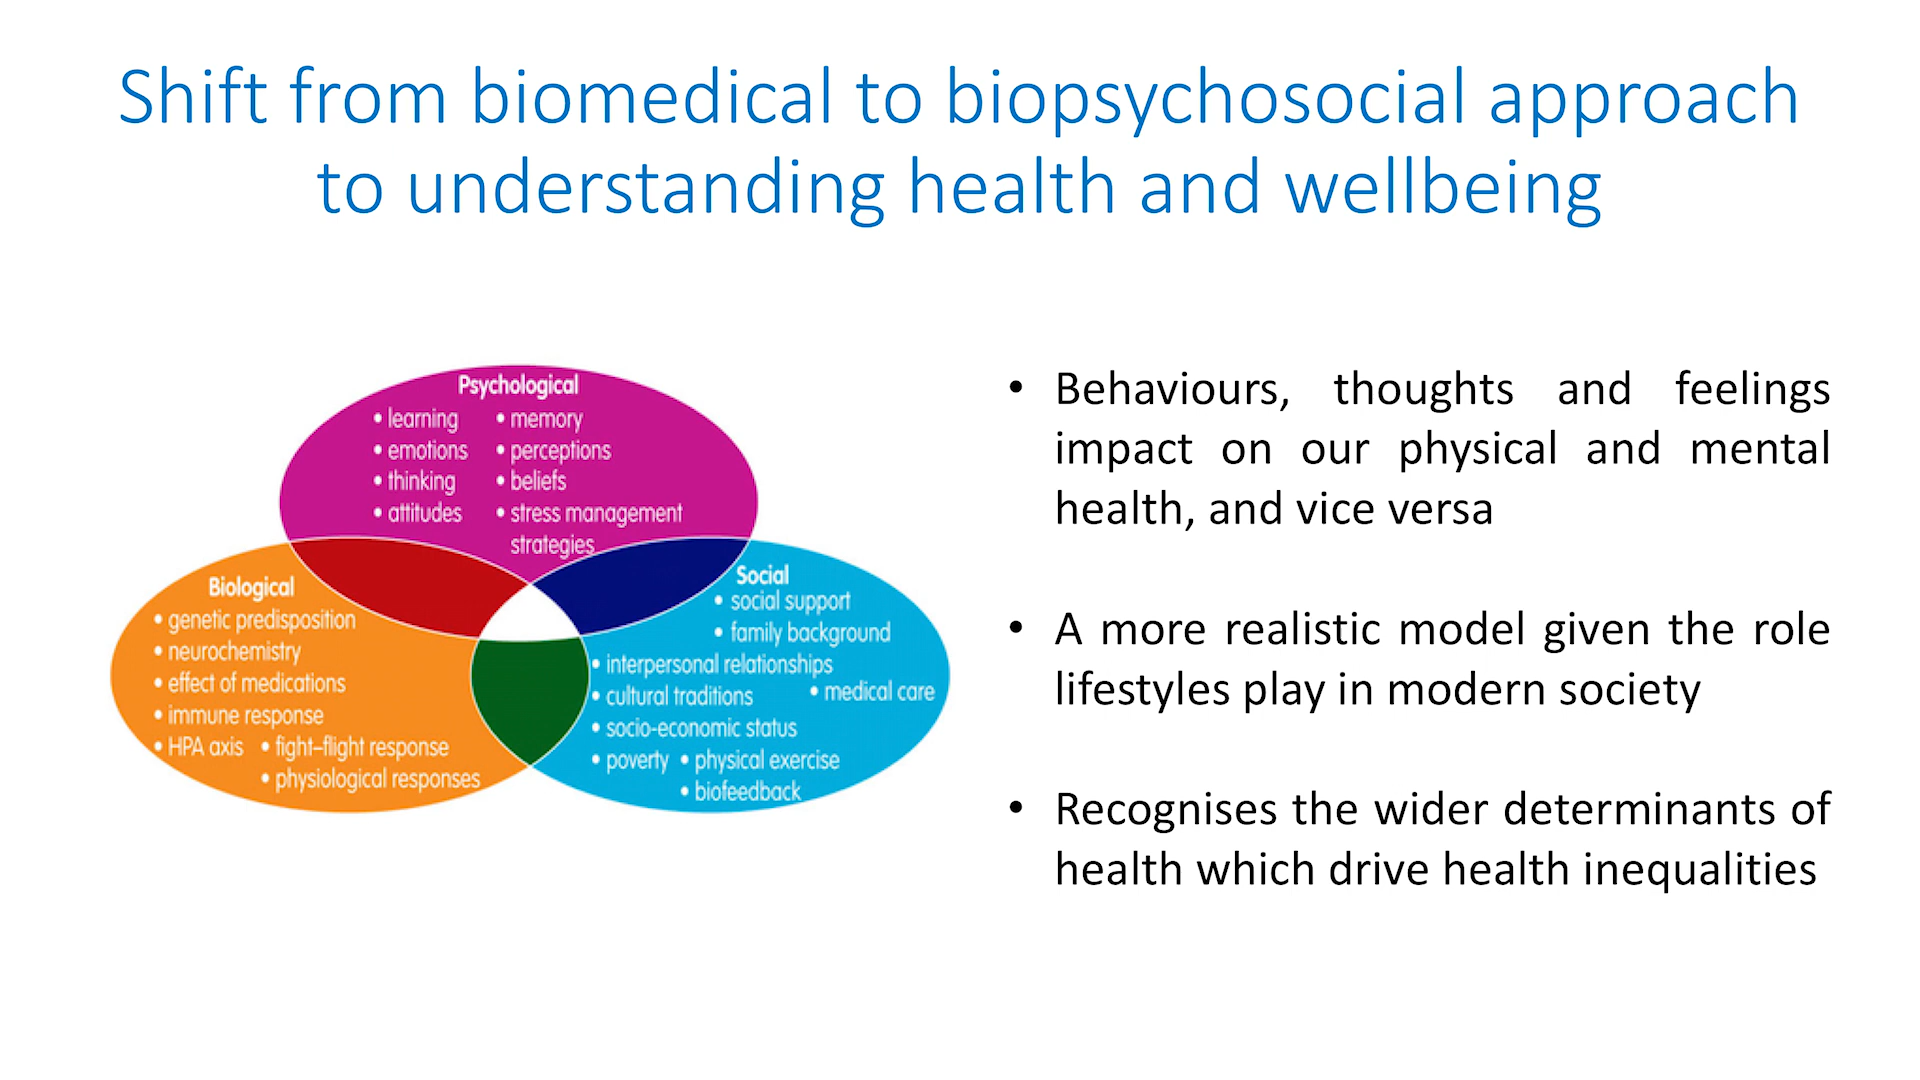 Shift from biomedical to biopsychosocial approach
to understanding health and wellbeing
Psychological
• learning
• emotions
• thinking
• attitudes
• memory
• perceptions
• beliefs
• stress management
strategies
Biological
• genetic predisposition
• neurochemistry
• effect of medications
• immune response
• HPA axis • fight–flight response
• physiological responses
Social
• social support
• family background
• interpersonal relationships
• cultural traditions • medical care
• socio-economic status
• poverty • physical exercise
• biofeedback
• Behaviours, thoughts and feelings
impact on our physical and mental
health, and vice versa
• A more realistic model given the role
lifestyles play in modern society
• Recognises the wider determinants of
health which drive health inequalities